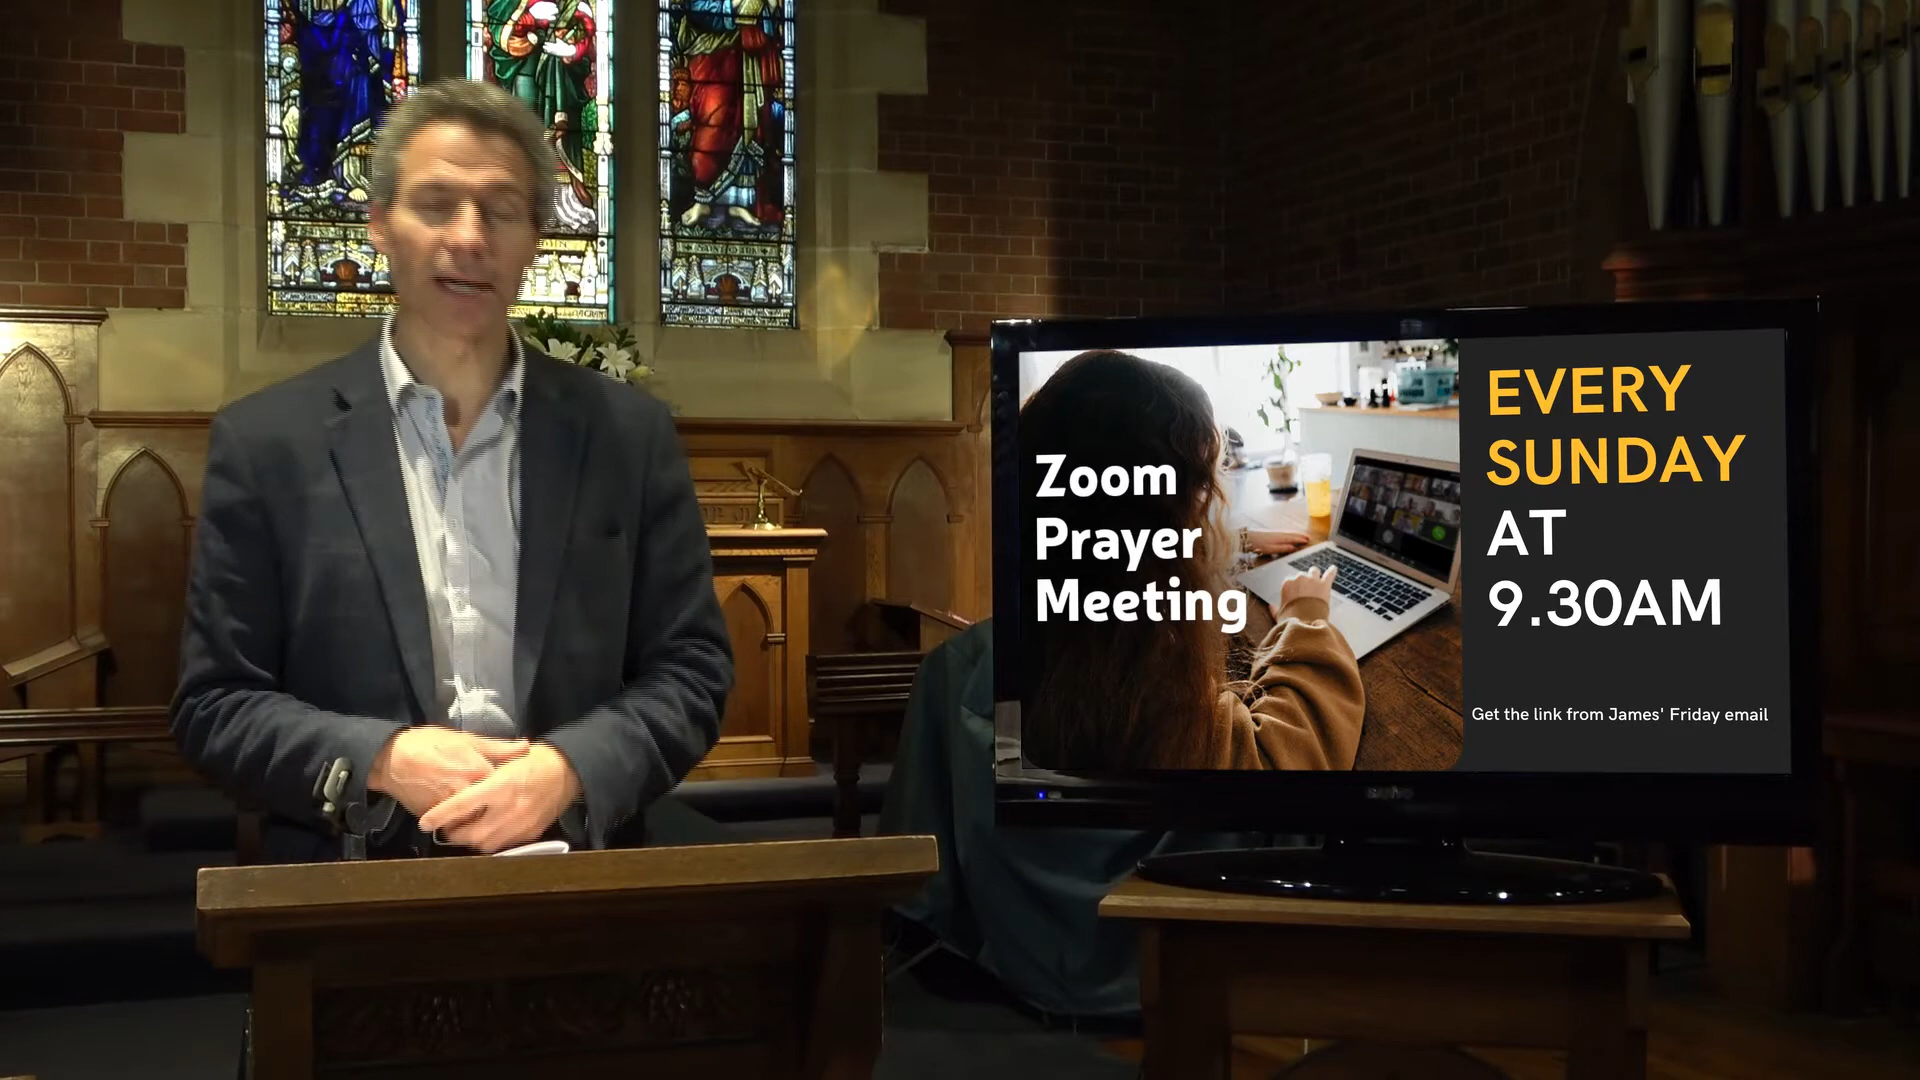 Zoom
Prayer
Meeting
EVERY
SUNDAY
AT
9.30AM
Get the link from James' Friday email